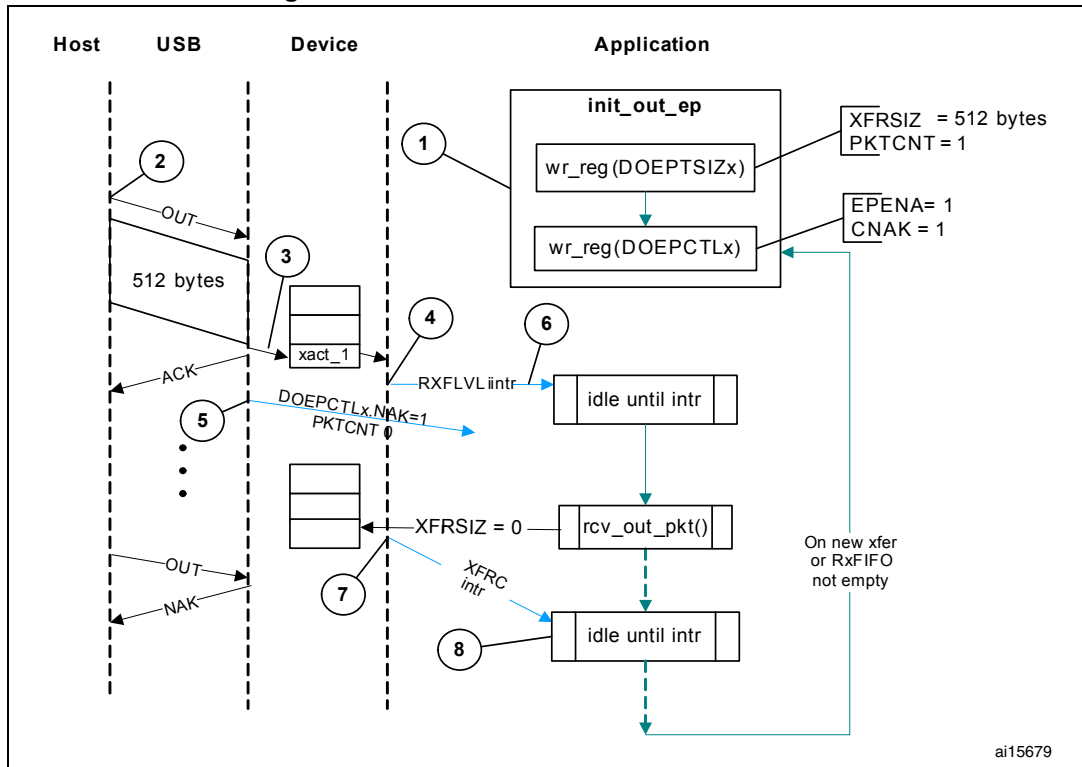 Host USB Device Application
init_out_ep
XFRSIZ = 512 bytes
PKTCNT = 1
1
wr_reg(DOEPTSIZx)
2
OUT
EPENA= 1
CNAK = 1
wr_reg(DOEPCTLx)
3
512 bytes
4
6
xact_1
ACK
RXFLVL iintr
idle until intr
5
DOEPCTLx.NAK=1
PKTCNT 0
XFRSIZ = 0
rcv_out_pkt()
On new xfer
or RxFIFO
not empty
OUT
XFRC
intr
7
NAK
idle until intr
8
ai15679